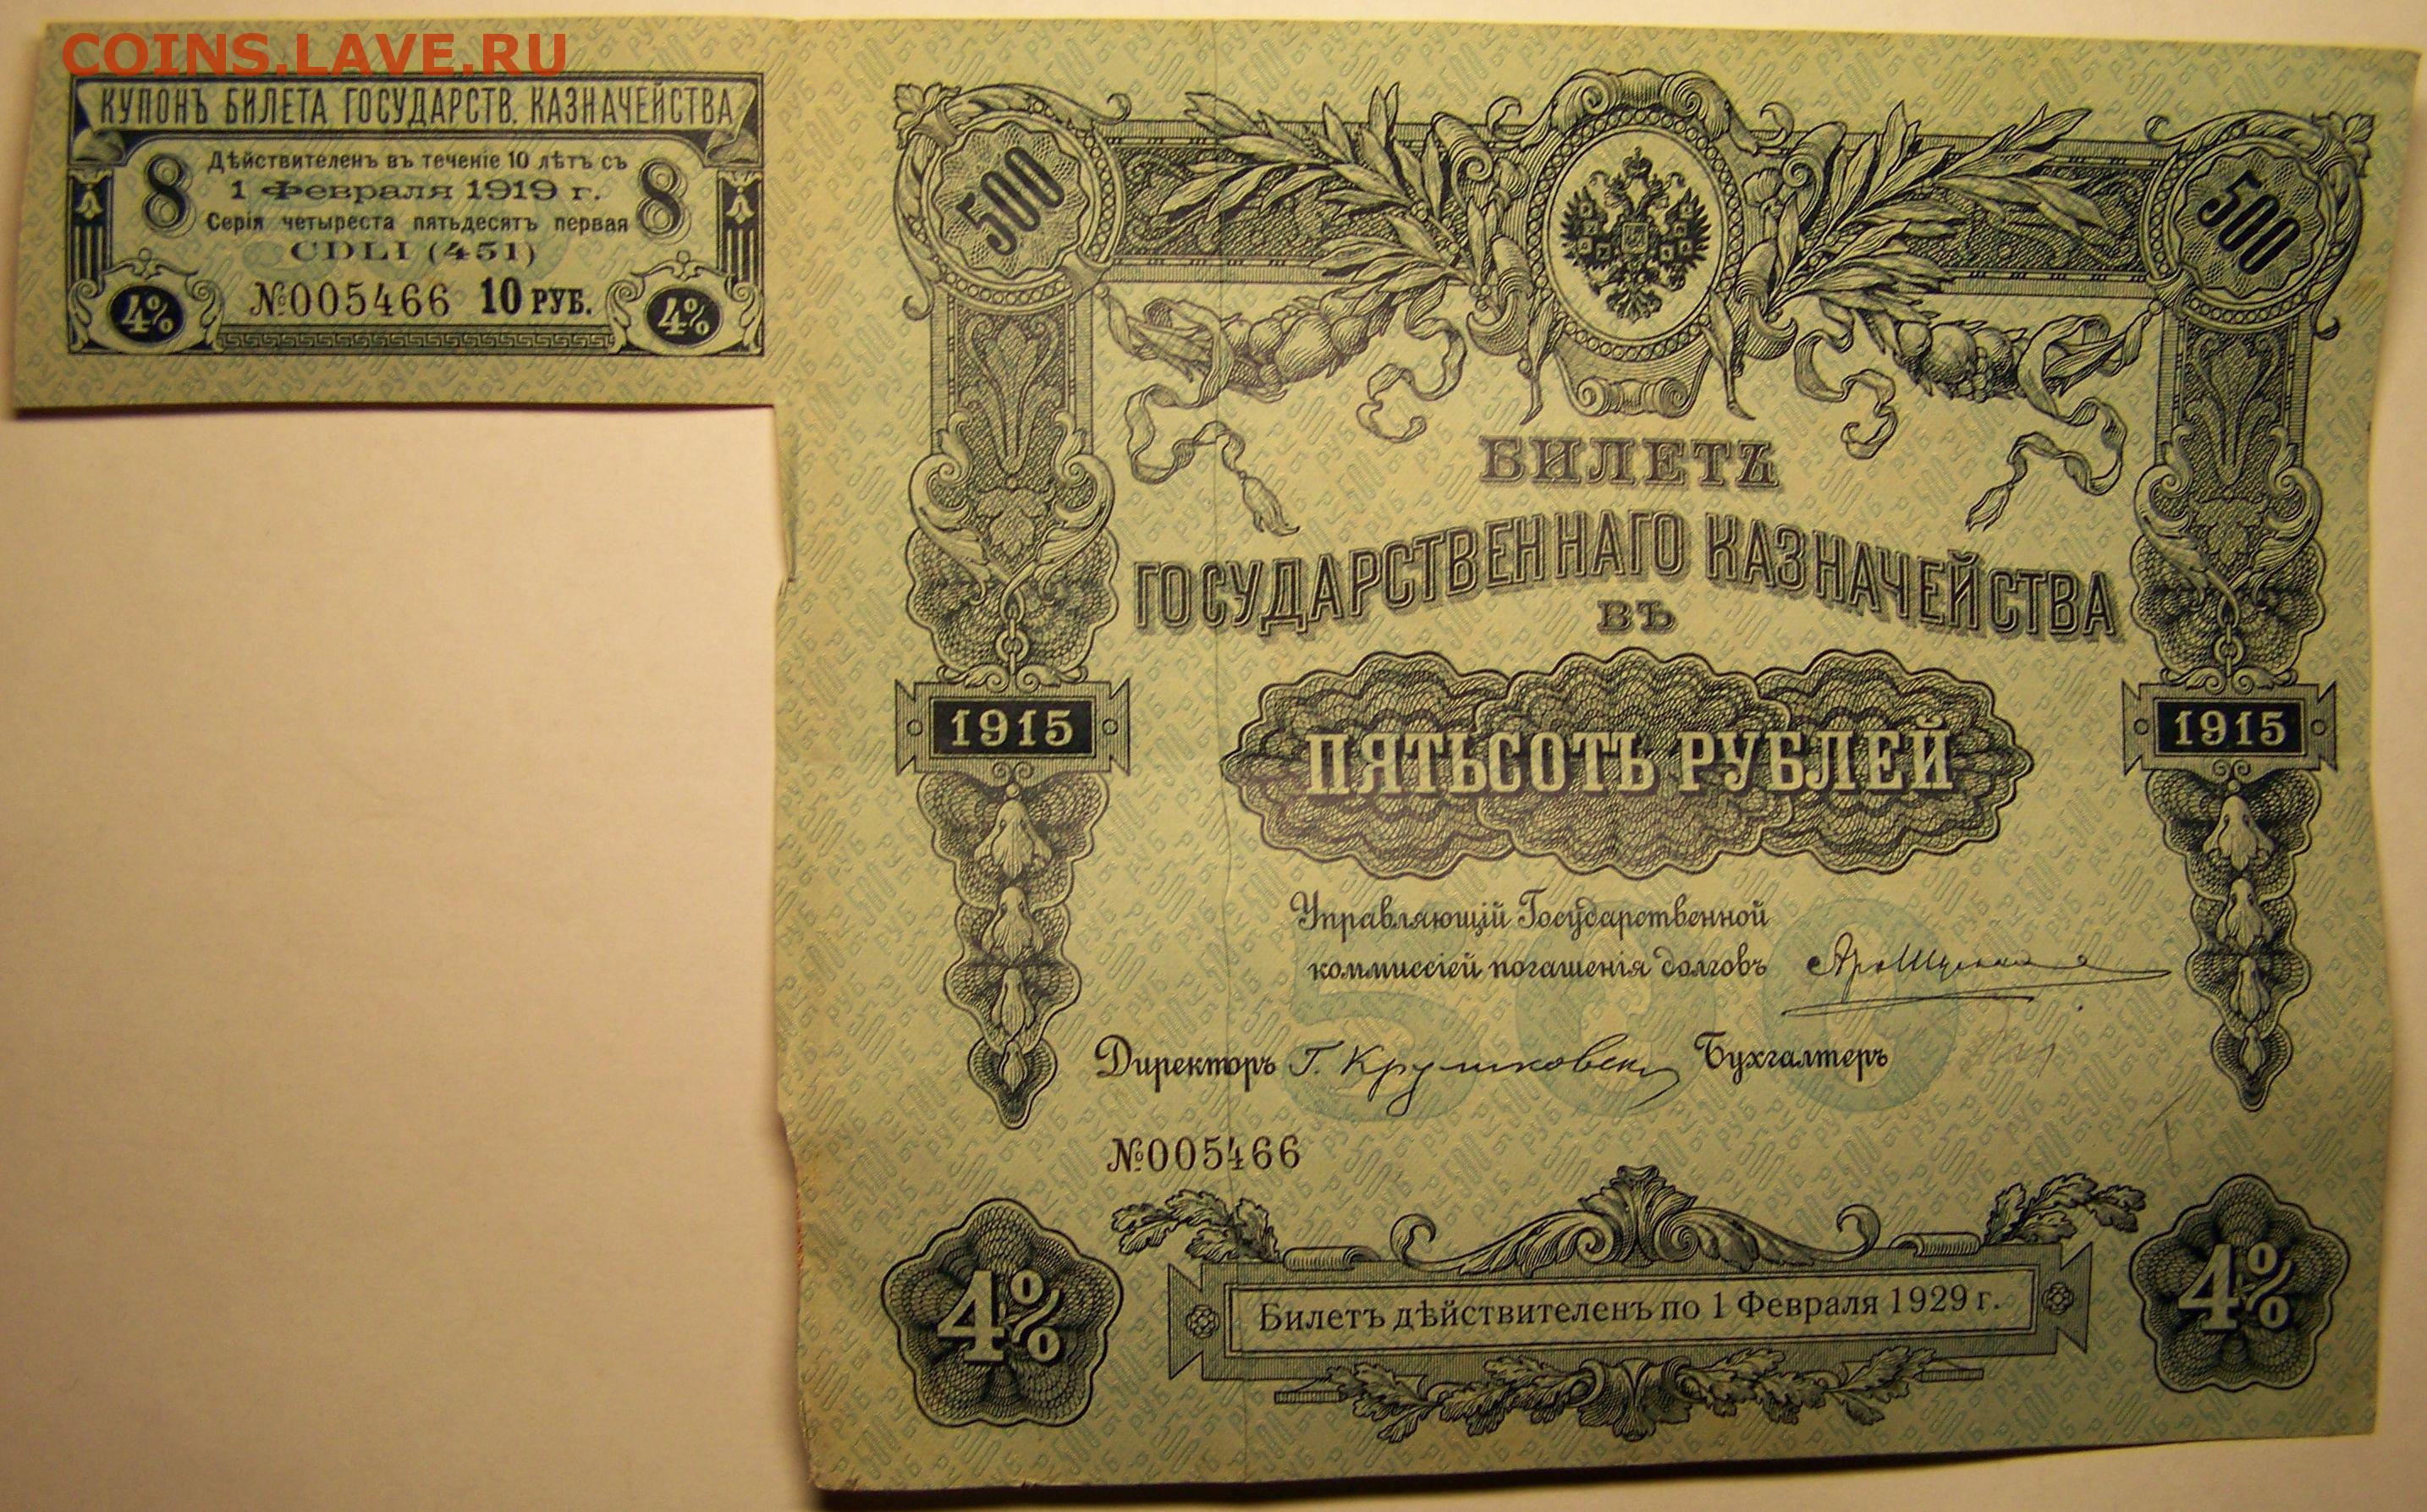 COINS.LAVE.RU
КУПОНЪ БИЛЕТА ГОСУДАРСТВ. КАЗНАЧЕЙСТВА
8 Дѣйствителенъ въ теченіе 10 лѣтъ съ 8
1 Февраля 1919 г.
Серія четыреста пятьдесятъ первая
CDLI (451)
4% №005466 10 РУБ. 4%
500 500
БИЛЕТЪ
ГОСУДАРСТВЕННАГО КАЗНАЧЕЙСТВА
ВЪ
1915 1915
ПЯТЬСОТЪ РУБЛЕЙ
Управляющій Государственной
коммиссіей погашенія долговъ
Директоръ Г. Бухгалтеръ
500
№005466
4% 4%
Билетъ дѣйствителенъ по 1 Февраля 1929 г.